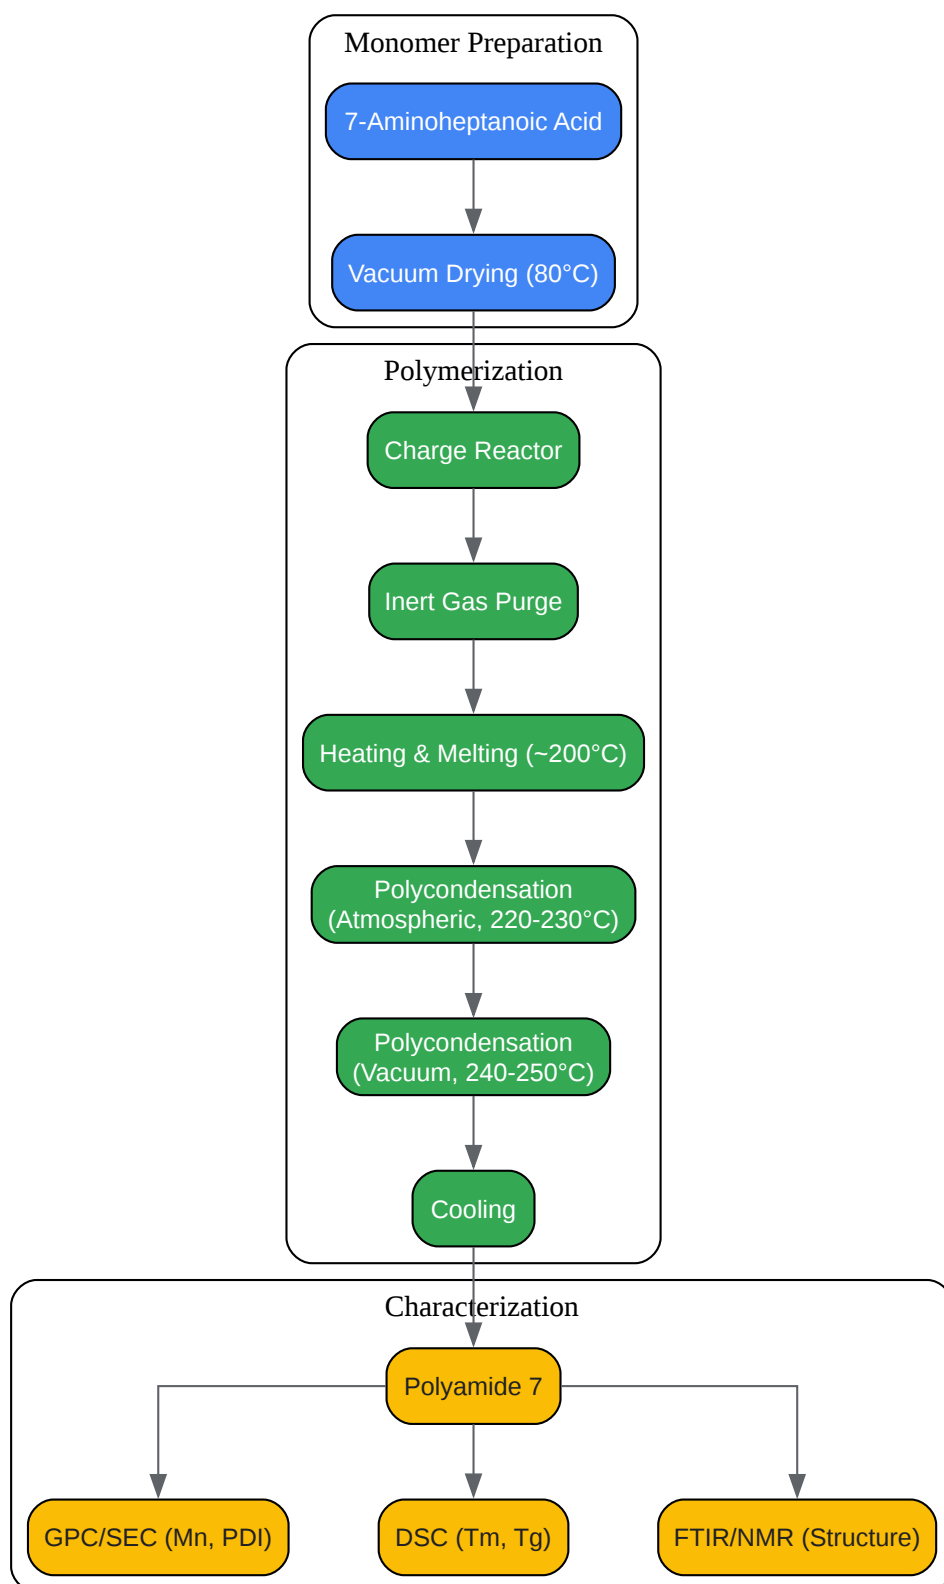 Monomer Preparation
7-Aminoheptanoic Acid
Vacuum Drying (80°C)
Polymerization
Charge Reactor
Inert Gas Purge
Heating & Melting (~200°C)
Polycondensation
(Atmospheric, 220-230°C)
Polycondensation
(Vacuum, 240-250°C)
Cooling
Characterization
Polyamide 7
GPC/SEC (Mn, PDI)
DSC (Tm, Tg)
FTIR/NMR (Structure)